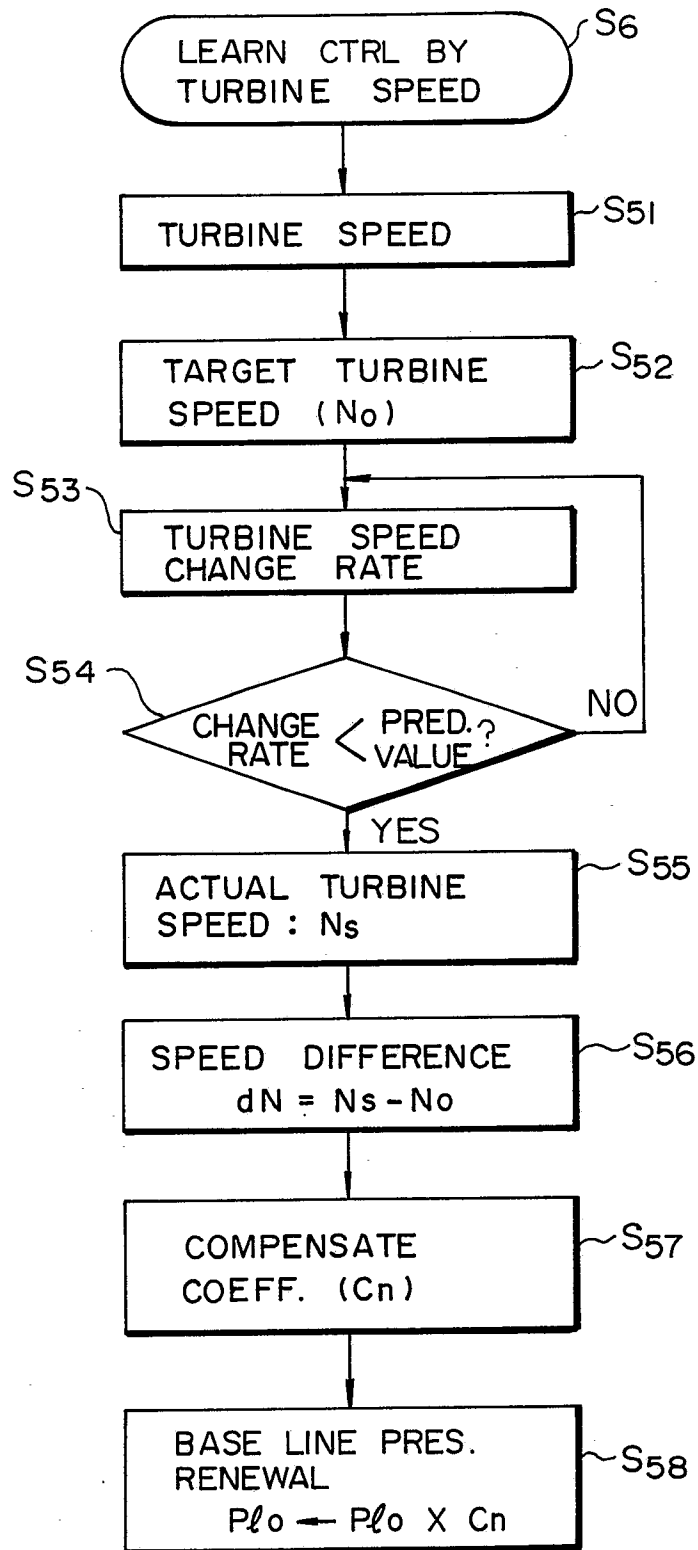 S6
LEARN CTRL BY
TURBINE SPEED
S51
TURBINE SPEED
S52
TARGET TURBINE
SPEED (No)
S53
TURBINE SPEED
CHANGE RATE
S54
CHANGE RATE < PRED. VALUE?
NO
YES
S55
ACTUAL TURBINE
SPEED : Ns
S56
SPEED DIFFERENCE
dN = Ns - No
S57
COMPENSATE
COEFF. (Cn)
S58
BASE LINE PRES.
RENEWAL
Plo ← Plo X Cn